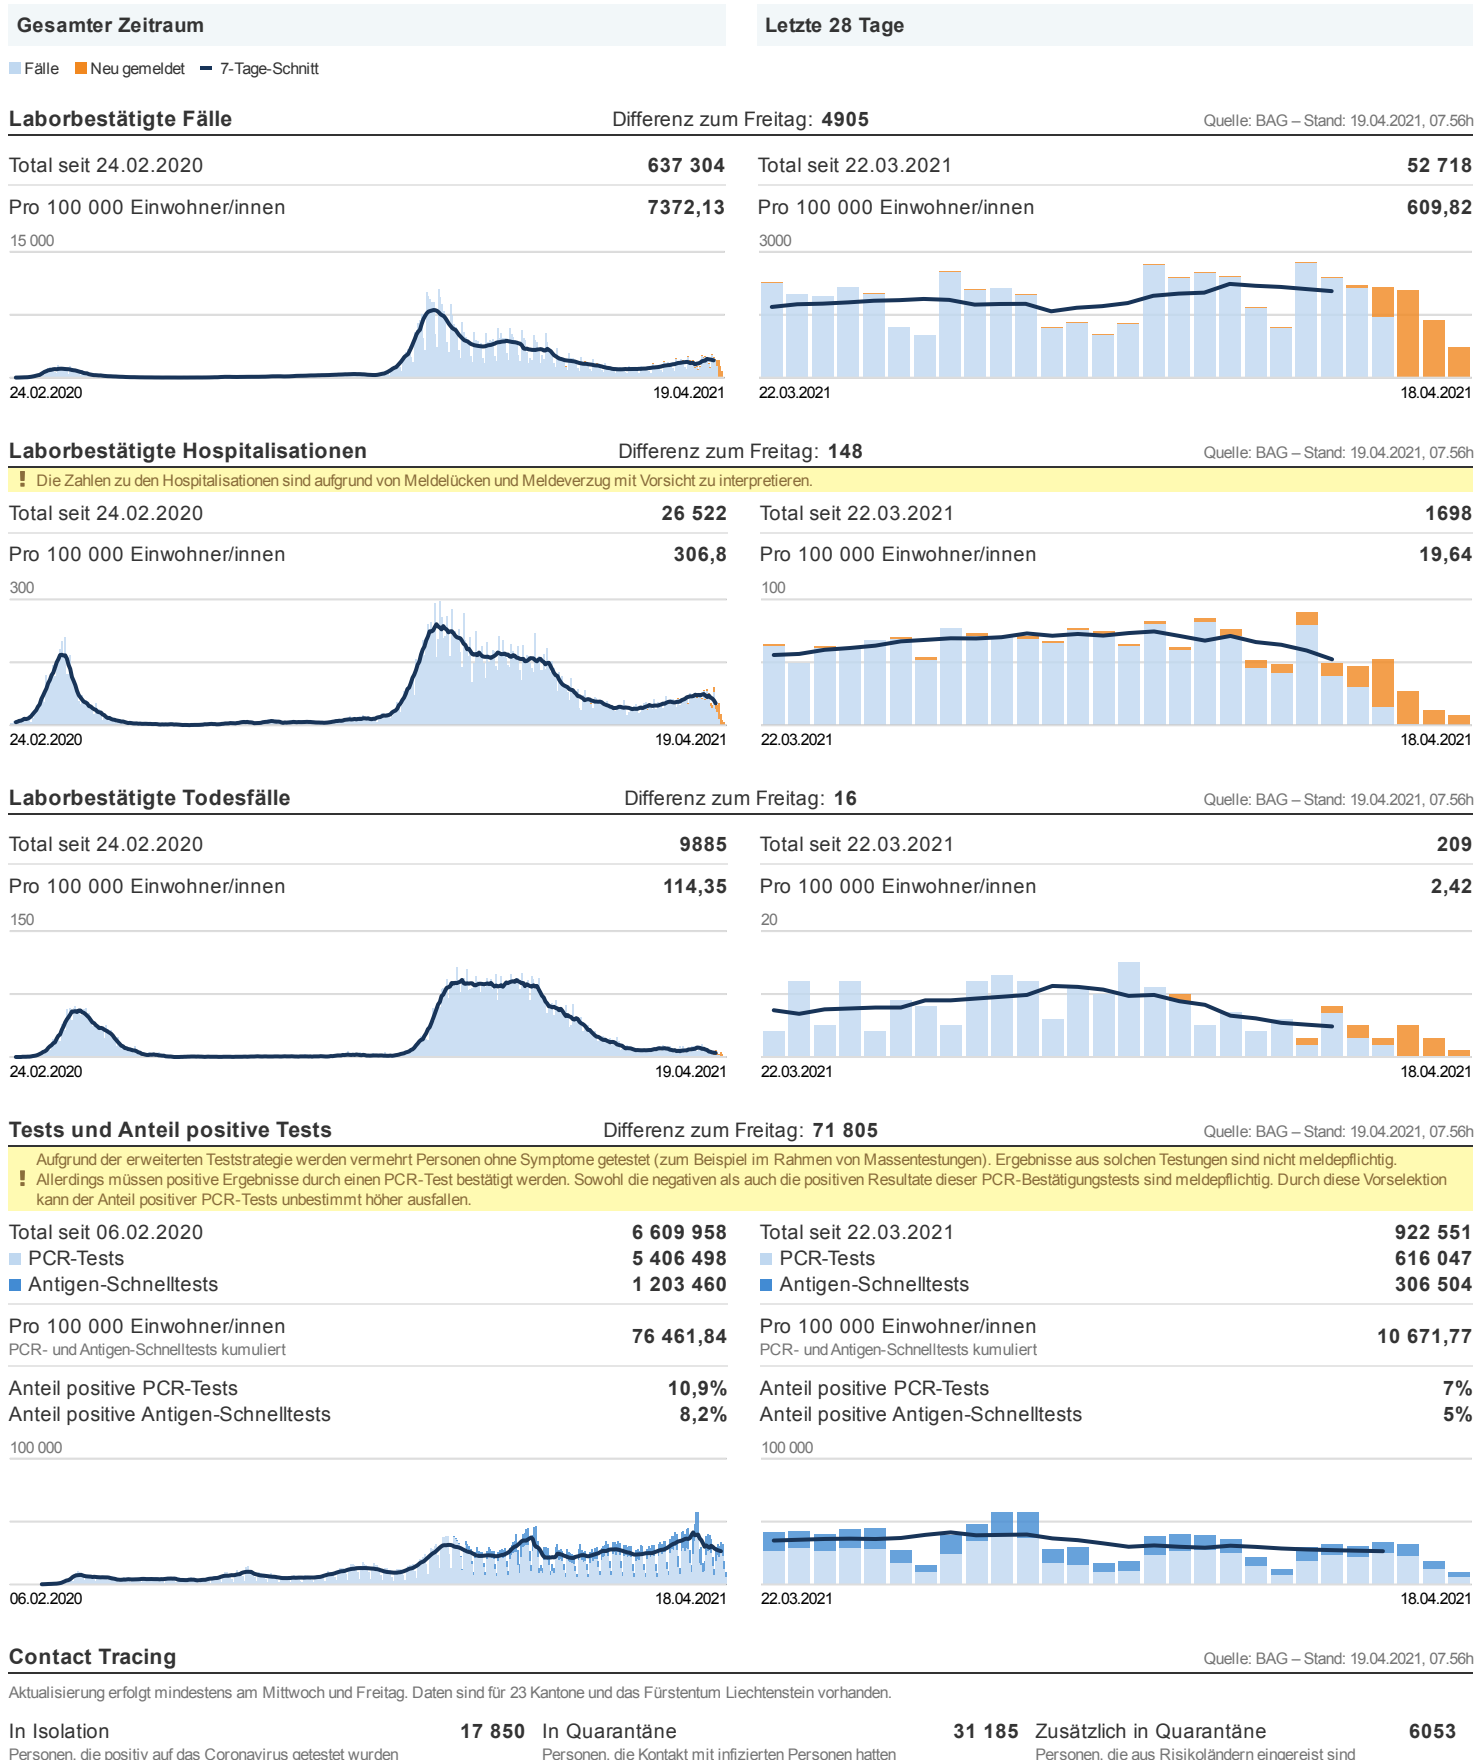 Gesamter Zeitraum
Letzte 28 Tage
Fälle Neu gemeldet 7-Tage-Schnitt
Laborbestätigte Fälle Differenz zum Freitag: 4905 Quelle: BAG – Stand: 19.04.2021, 07.56h
Total seit 24.02.2020 637 304
Total seit 22.03.2021 52 718
Pro 100 000 Einwohner/innen 7372,13
Pro 100 000 Einwohner/innen 609,82
15 000
3000
24.02.2020 19.04.2021
22.03.2021 18.04.2021
Laborbestätigte Hospitalisationen Differenz zum Freitag: 148 Quelle: BAG – Stand: 19.04.2021, 07.56h
! Die Zahlen zu den Hospitalisationen sind aufgrund von Meldelücken und Meldeverzug mit Vorsicht zu interpretieren.
Total seit 24.02.2020 26 522
Total seit 22.03.2021 1698
Pro 100 000 Einwohner/innen 306,8
Pro 100 000 Einwohner/innen 19,64
300
100
24.02.2020 19.04.2021
22.03.2021 18.04.2021
Laborbestätigte Todesfälle Differenz zum Freitag: 16 Quelle: BAG – Stand: 19.04.2021, 07.56h
Total seit 24.02.2020 9885
Total seit 22.03.2021 209
Pro 100 000 Einwohner/innen 114,35
Pro 100 000 Einwohner/innen 2,42
150
20
24.02.2020 19.04.2021
22.03.2021 18.04.2021
Tests und Anteil positive Tests Differenz zum Freitag: 71 805 Quelle: BAG – Stand: 19.04.2021, 07.56h
Aufgrund der erweiterten Teststrategie werden vermehrt Personen ohne Symptome getestet (zum Beispiel im Rahmen von Massentestungen). Ergebnisse aus solchen Testungen sind nicht meldepflichtig.
! Allerdings müssen positive Ergebnisse durch einen PCR-Test bestätigt werden. Sowohl die negativen als auch die positiven Resultate dieser PCR-Bestätigungstests sind meldepflichtig. Durch diese Vorselektion
kann der Anteil positiver PCR-Tests unbestimmt höher ausfallen.
Total seit 06.02.2020 6 609 958
PCR-Tests 5 406 498
Antigen-Schnelltests 1 203 460
Total seit 22.03.2021 922 551
PCR-Tests 616 047
Antigen-Schnelltests 306 504
Pro 100 000 Einwohner/innen 76 461,84
PCR- und Antigen-Schnelltests kumuliert
Pro 100 000 Einwohner/innen 10 671,77
PCR- und Antigen-Schnelltests kumuliert
Anteil positive PCR-Tests 10,9%
Anteil positive Antigen-Schnelltests 8,2%
Anteil positive PCR-Tests 7%
Anteil positive Antigen-Schnelltests 5%
100 000
100 000
06.02.2020 18.04.2021
22.03.2021 18.04.2021
Contact Tracing Quelle: BAG – Stand: 19.04.2021, 07.56h
Aktualisierung erfolgt mindestens am Mittwoch und Freitag. Daten sind für 23 Kantone und das Fürstentum Liechtenstein vorhanden.
In Isolation 17 850
Personen, die positiv auf das Coronavirus getestet wurden
In Quarantäne 31 185
Personen, die Kontakt mit infizierten Personen hatten
Zusätzlich in Quarantäne 6053
Personen, die aus Risikoländern eingereist sind